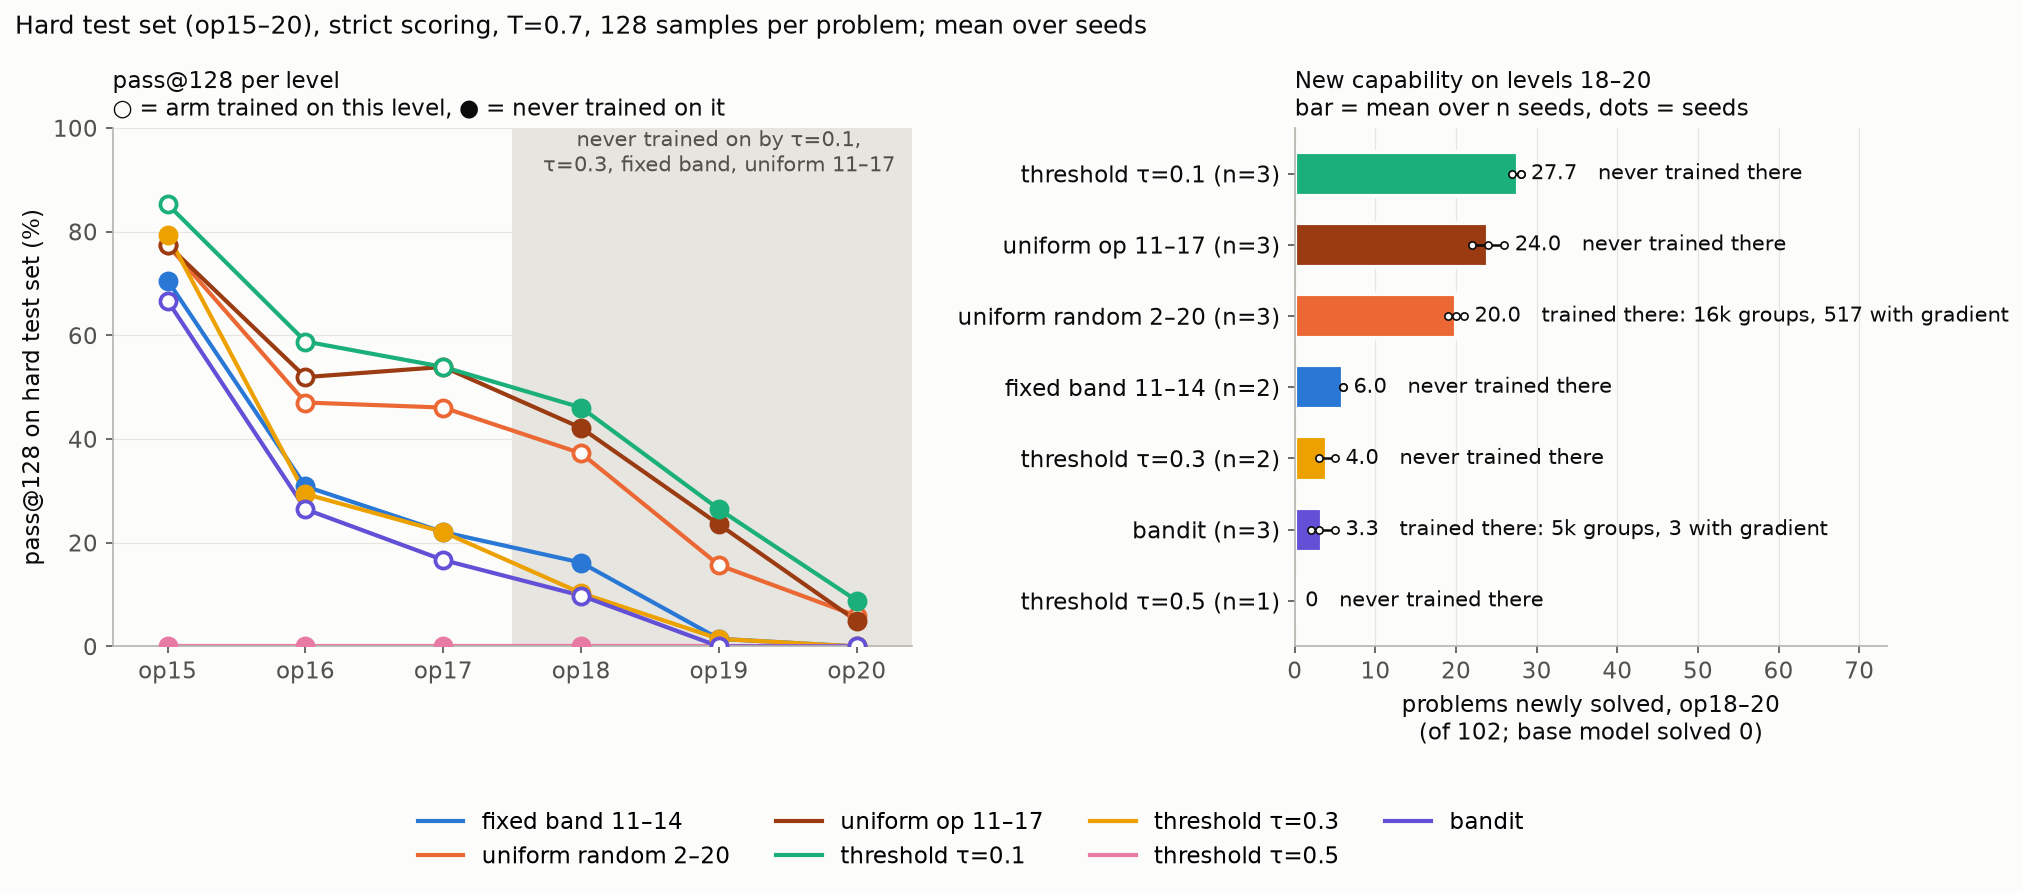 Hard test set (op15–20), strict scoring, T=0.7, 128 samples per problem; mean over seeds
pass@128 per level
○ = arm trained on this level, ● = never trained on it
never trained on by τ=0.1,
τ=0.3, fixed band, uniform 11–17
pass@128 on hard test set (%)
100
80
60
40
20
0
op15 op16 op17 op18 op19 op20
New capability on levels 18–20
bar = mean over n seeds, dots = seeds
threshold τ=0.1 (n=3) 27.7 never trained there
uniform op 11–17 (n=3) 24.0 never trained there
uniform random 2–20 (n=3) 20.0 trained there: 16k groups, 517 with gradient
fixed band 11–14 (n=2) 6.0 never trained there
threshold τ=0.3 (n=2) 4.0 never trained there
bandit (n=3) 3.3 trained there: 5k groups, 3 with gradient
threshold τ=0.5 (n=1) 0 never trained there
0 10 20 30 40 50 60 70
problems newly solved, op18–20
(of 102; base model solved 0)
fixed band 11–14 uniform op 11–17 threshold τ=0.3 bandit
uniform random 2–20 threshold τ=0.1 threshold τ=0.5